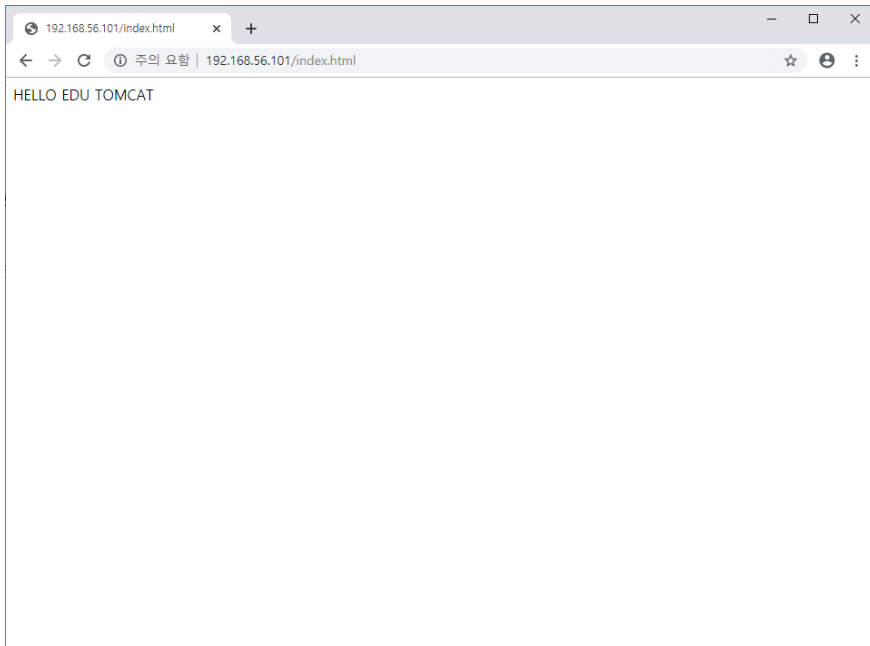 192.168.56.101/index.html
주의 요함 192.168.56.101/index.html
HELLO EDU TOMCAT